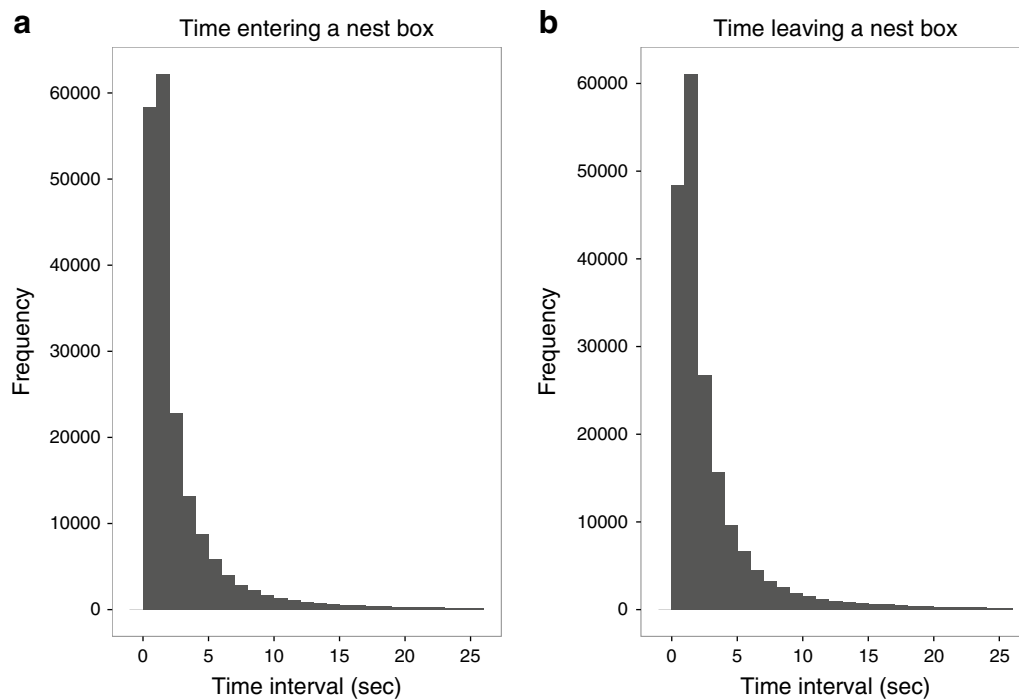 a
Time entering a nest box
60000
50000
40000
30000
20000
10000
0
Frequency
0 5 10 15 20 25
Time interval (sec)
b
Time leaving a nest box
60000
50000
40000
30000
20000
10000
0
Frequency
0 5 10 15 20 25
Time interval (sec)